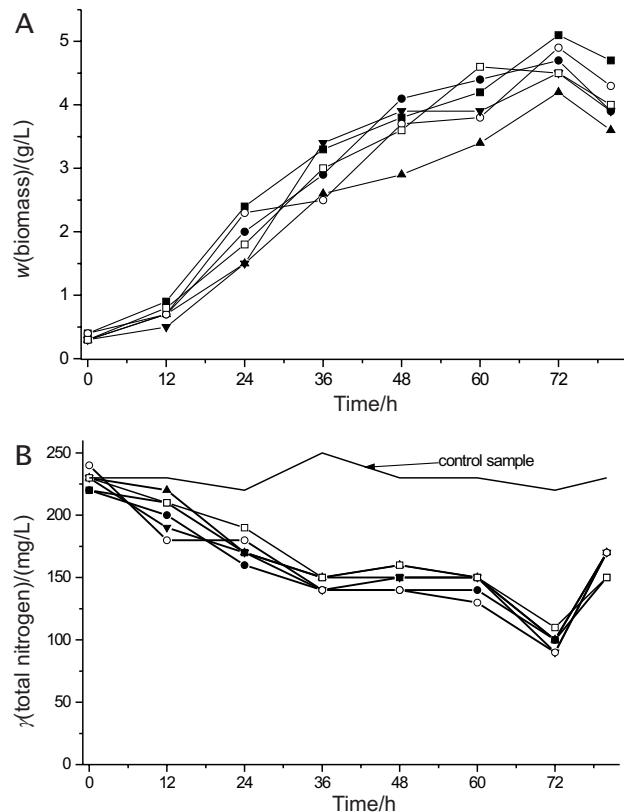 A
w(biomass)/(g/L)
5
4
3
2
1
0
0 12 24 36 48 60 72
Time/h
B
γ(total nitrogen)/(mg/L)
250
200
150
100
50
0
control sample
0 12 24 36 48 60 72
Time/h